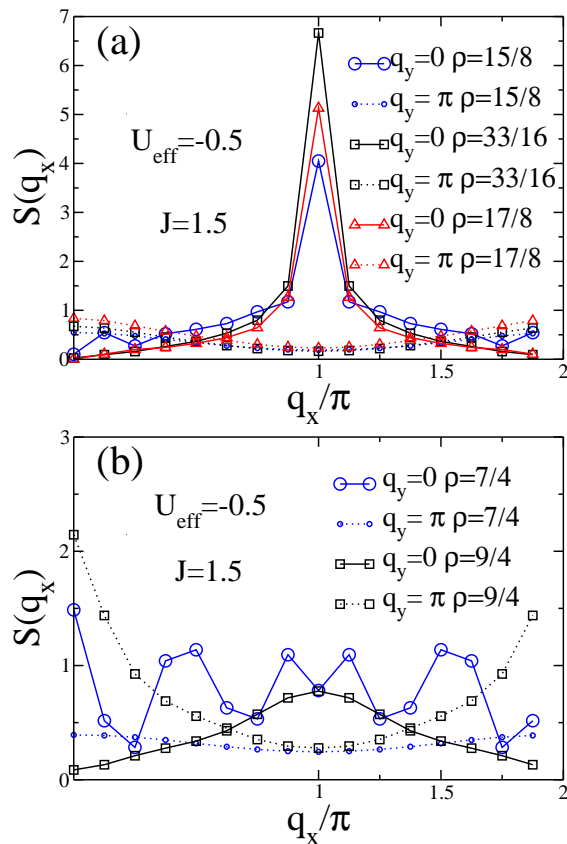 (a)
7
6
5
4
3
2
1
0
S(q_x)
U_eff=-0.5
J=1.5
q_y=0 ρ=15/8
q_y=π ρ=15/8
q_y=0 ρ=33/16
q_y=π ρ=33/16
q_y=0 ρ=17/8
q_y=π ρ=17/8
1 1.5 2
q_x/π
(b)
3
2
1
0
S(q_x)
U_eff=-0.5
J=1.5
q_y=0 ρ=7/4
q_y=π ρ=7/4
q_y=0 ρ=9/4
q_y=π ρ=9/4
1 1.5 2
q_x/π